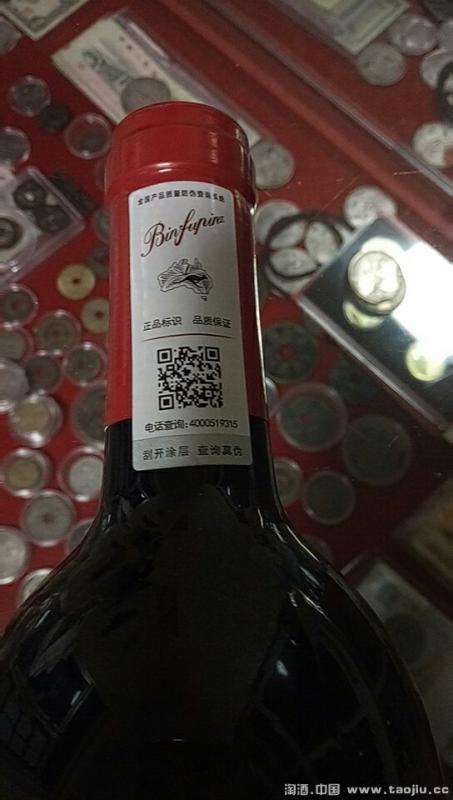 全国产品质量防伪查询系统
Binfupinz
正品标识 品质保证
电话查询:4000519315
刮开涂层 查询真伪
淘酒.中国 www.taojiu.cc